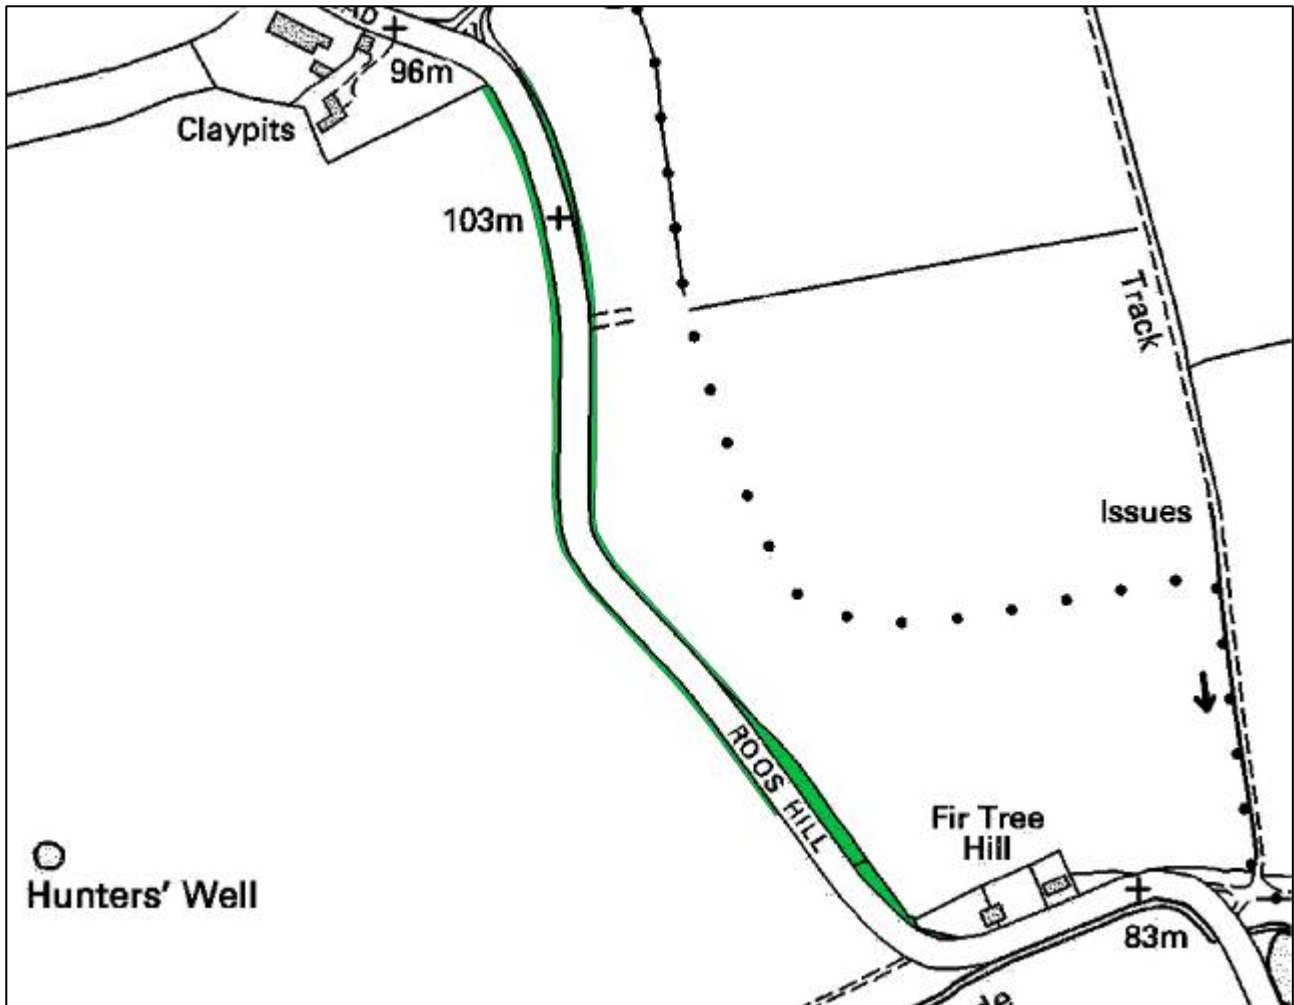 96m
Claypits
103m
Track
Issues
ROOS HILL
Fir Tree
Hill
Hunters' Well
83m